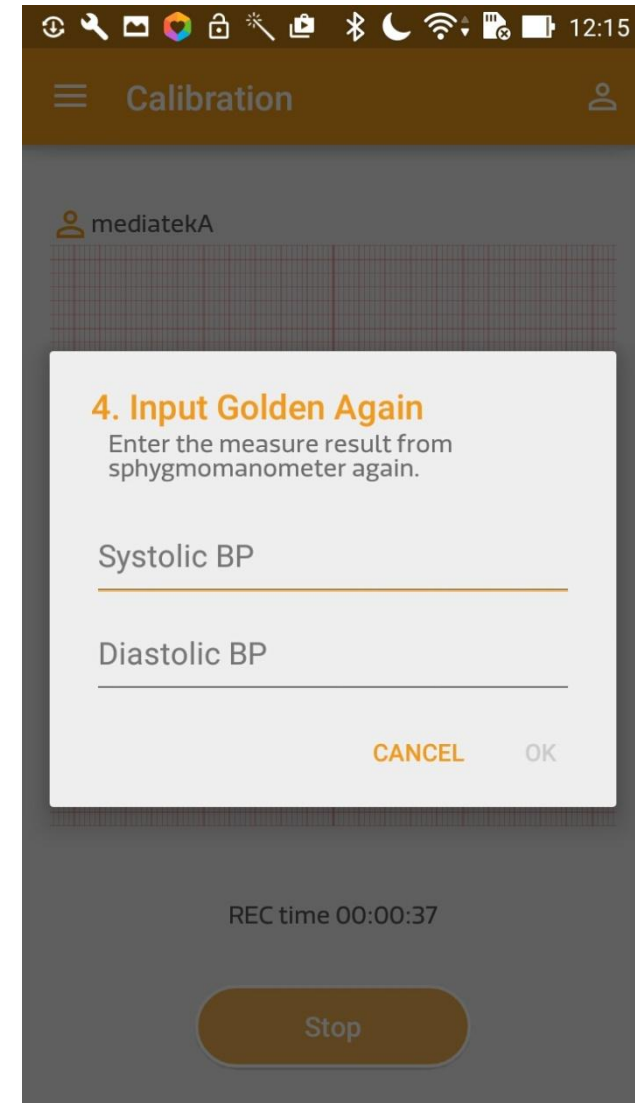 12:15
Calibration
mediatekA
4. Input Golden Again
Enter the measure result from
sphygmomanometer again.
Systolic BP
Diastolic BP
CANCEL OK
REC time 00:00:37
Stop